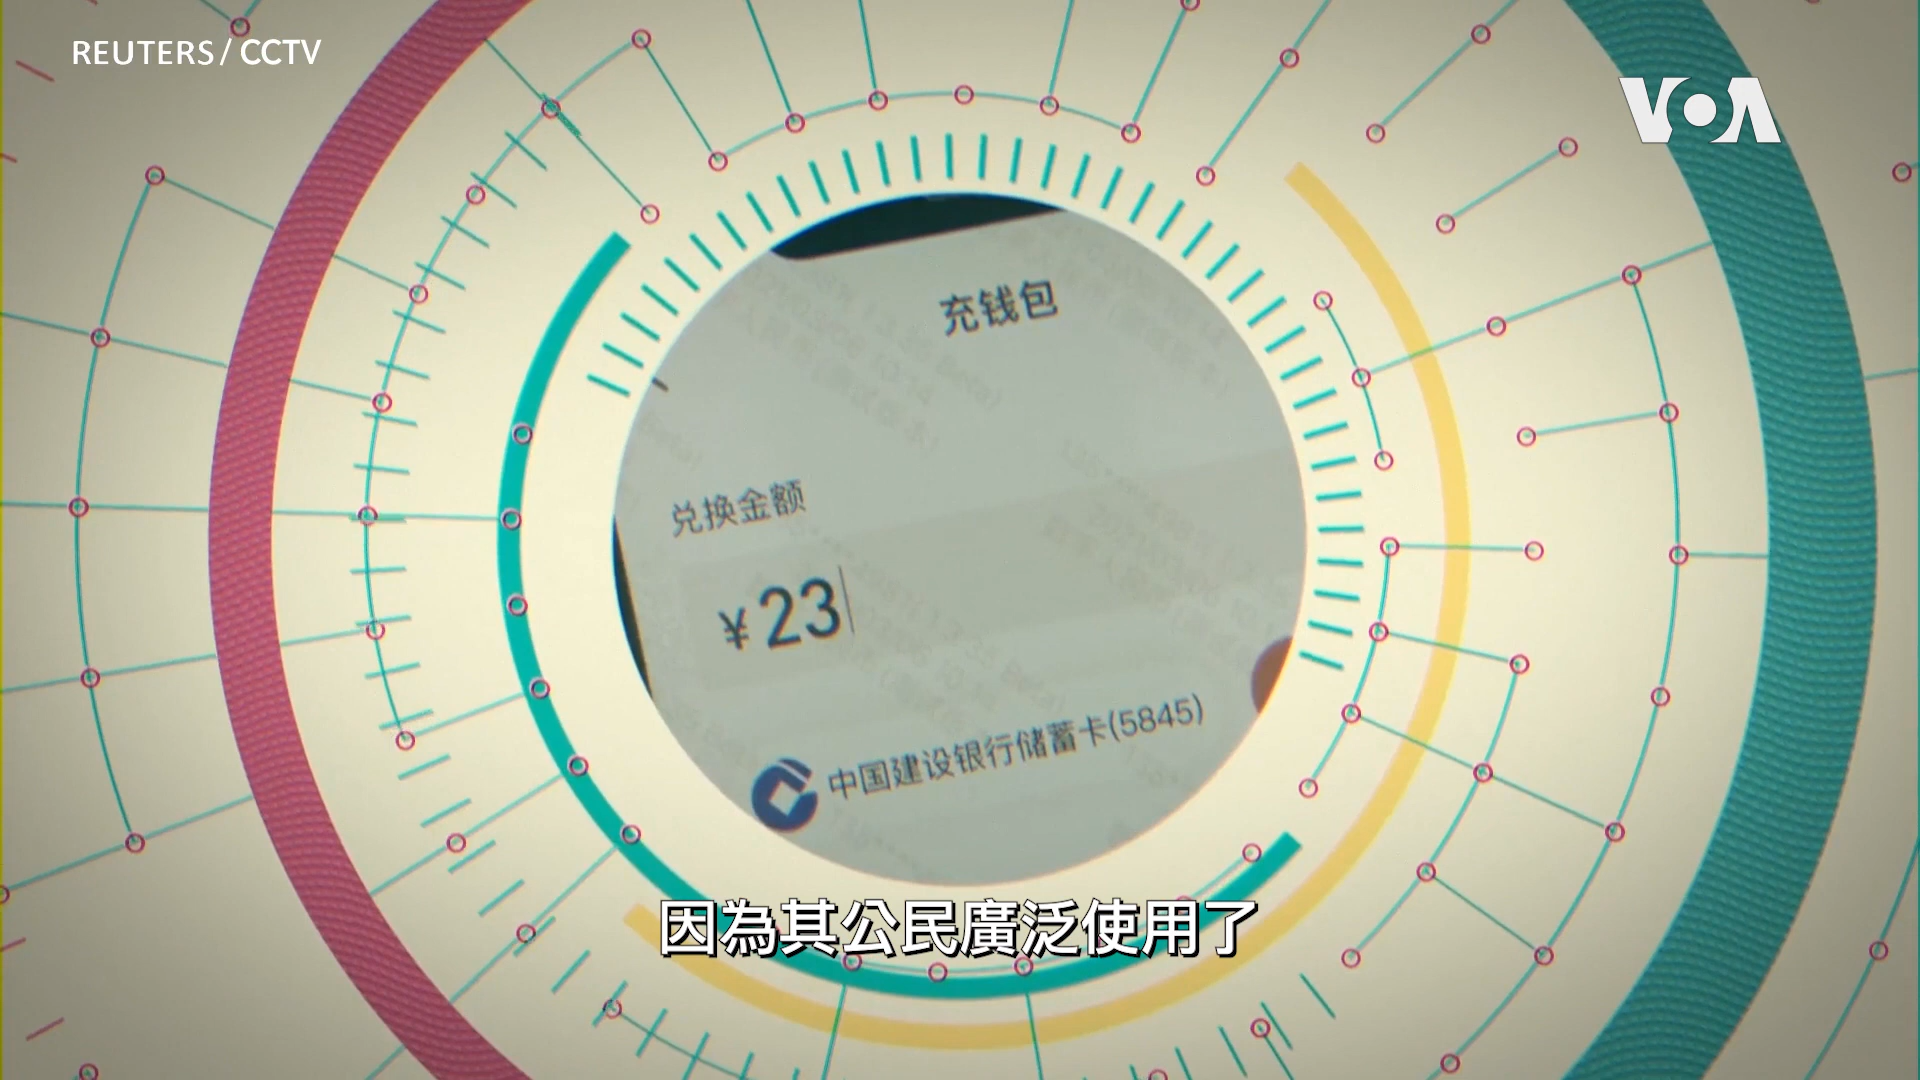 REUTERS / CCTV
VOA
充钱包
兑换金额
¥23
中国建设银行储蓄卡(5845)
因為其公民廣泛使用了